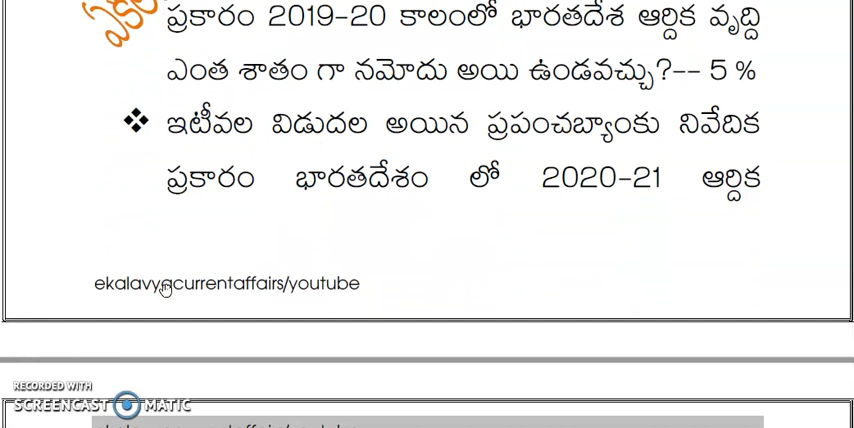 ప్రకారం 2019-20 కాలంలో భారతదేశ ఆర్దిక వృద్ది
ఎంత శాతం గా నమోదు అయి ఉండవచ్చు?-- 5 %
❖ ఇటీవల విడుదల అయిన ప్రపంచబ్యాంకు నివేదిక
ప్రకారం భారతదేశం లో 2020-21 ఆర్దిక
ekalavyacurrentaffairs/youtube
RECORDED WITH
SCREENCAST MATIC